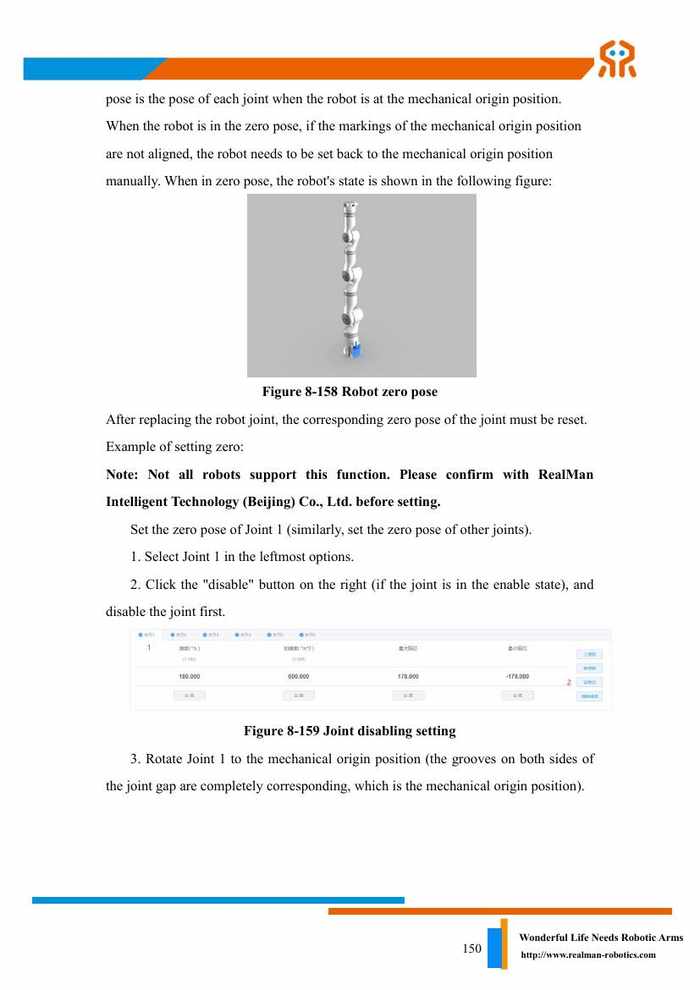 pose is the pose of each joint when the robot is at the mechanical origin position.
When the robot is in the zero pose, if the markings of the mechanical origin position
are not aligned, the robot needs to be set back to the mechanical origin position
manually. When in zero pose, the robot's state is shown in the following figure:
Figure 8-158 Robot zero pose
After replacing the robot joint, the corresponding zero pose of the joint must be reset.
Example of setting zero:
Note: Not all robots support this function. Please confirm with RealMan
Intelligent Technology (Beijing) Co., Ltd. before setting.
Set the zero pose of Joint 1 (similarly, set the zero pose of other joints).
1. Select Joint 1 in the leftmost options.
2. Click the "disable" button on the right (if the joint is in the enable state), and
disable the joint first.
1
180.000 600.000 178.000 -178.000
2
Figure 8-159 Joint disabling setting
3. Rotate Joint 1 to the mechanical origin position (the grooves on both sides of
the joint gap are completely corresponding, which is the mechanical origin position).
150
Wonderful Life Needs Robotic Arms
http://www.realman-robotics.com